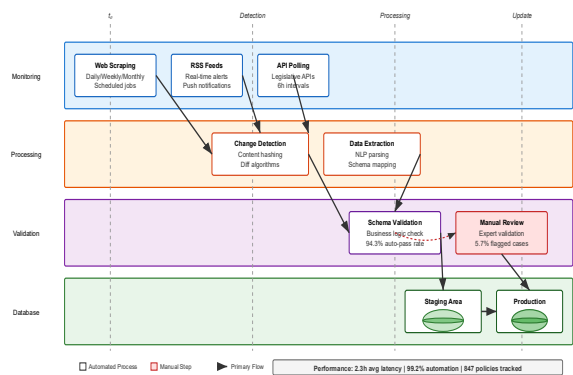 t₀ Detection Processing Update
Monitoring
Web Scraping
Daily/Weekly/Monthly
Scheduled jobs
RSS Feeds
Real-time alerts
Push notifications
API Polling
Legislative APIs
6h intervals
Processing
Change Detection
Content hashing
Diff algorithms
Data Extraction
NLP parsing
Schema mapping
Validation
Schema Validation
Business logic check
94.3% auto-pass rate
Manual Review
Expert validation
5.7% flagged cases
Database
Staging Area
Production
Automated Process Manual Step Primary Flow
Performance: 2.3h avg latency | 99.2% automation | 847 policies tracked